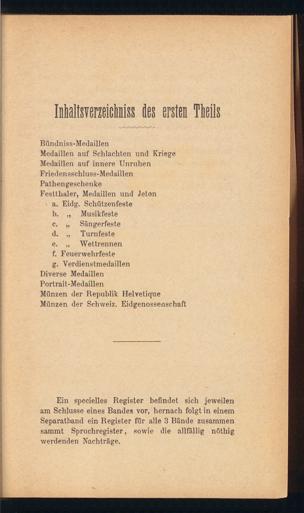 Inhaltsverzeichniss des ersten Theils
Bündniss-Medaillen
Medaillen auf Schlachten und Kriege
Medaillen auf innere Unruhen
Friedensschluss-Medaillen
Pathengeschenke
Festthaler, Medaillen und Jeton
a. Eidg. Schützenfeste
b. „ Musikfeste
c. „ Sängerfeste
d. „ Turnfeste
e. „ Wettrennen
f. Feuerwehrfeste
g. Verdienstmedaillen
Diverse Medaillen
Portrait-Medaillen
Münzen der Republik Helvetique
Münzen der Schweiz. Eidgenossenschaft
Ein specielles Register befindet sich jeweilen
am Schlusse eines Bandes vor, hernach folgt in einem
Separatband ein Register für alle 3 Bände zusammen
sammt Spruchregister, sowie die allfällig nöthig
werdenden Nachträge.